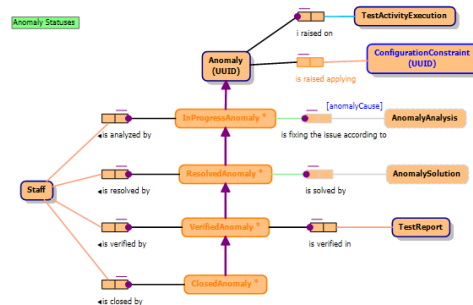 Anomaly Statuses
TestActivityExecution
i raised on
Anomaly
(UUID)
ConfigurationConstraint
(UUID)
is raised applying
[anomalyCause]
InProgressAnomaly *
AnomalyAnalysis
◂is analyzed by
is fixing the issue according to
ResolvedAnomaly *
AnomalySolution
Staff
◂is resolved by
is solved by
VerifiedAnomaly *
TestReport
◂is verified by
is verified in
ClosedAnomaly *
◂is closed by